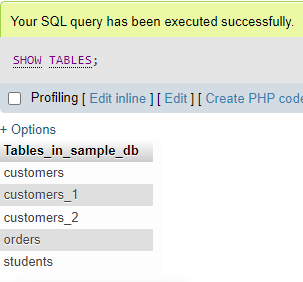 Your SQL query has been executed successfully.
SHOW TABLES;
Profiling [ Edit inline ] [ Edit ] [ Create PHP code
+ Options
Tables_in_sample_db
customers
customers_1
customers_2
orders
students